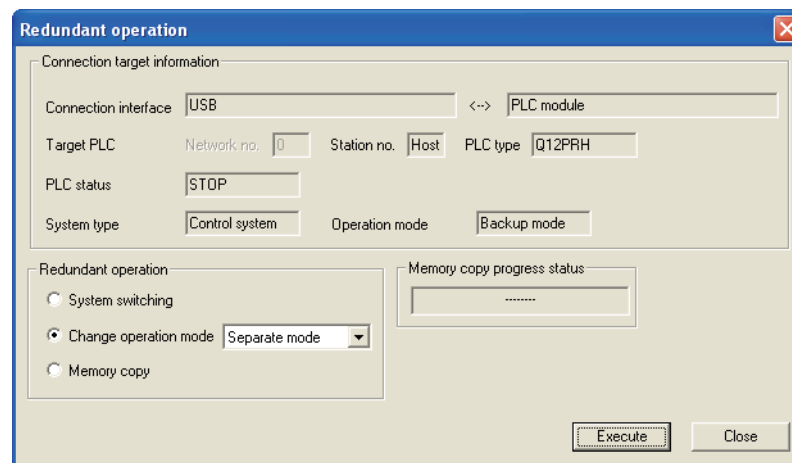 Redundant operation
Connection target information
Connection interface USB <--> PLC module
Target PLC Network no. 0 Station no. Host PLC type Q12PRH
PLC status STOP
System type Control system Operation mode Backup mode
Redundant operation
System switching
Change operation mode Separate mode
Memory copy
Memory copy progress status
--------
Execute Close